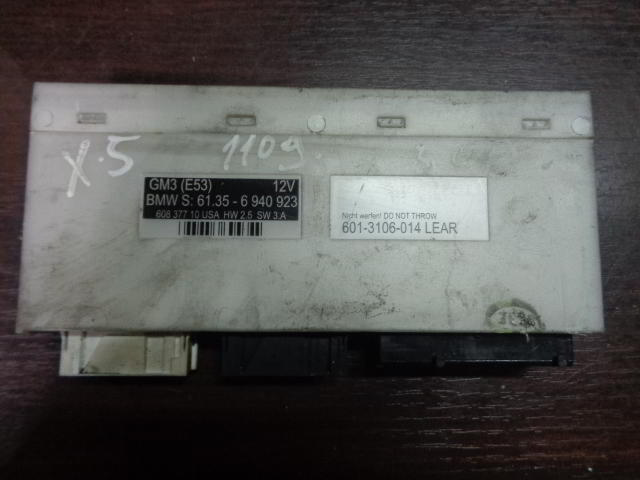 X.5 1109.
GM3 (E53) 12V
BMW S: 61.35 - 6 940 923
608 377 10 USA HW 2.5 SW 3.A
Nicht werfen! DO NOT THROW
601-3106-014 LEAR